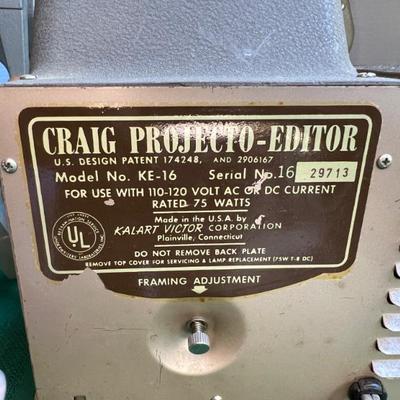 CRAIG PROJECTO-EDITOR
U.S. DESIGN PATENT 174248, AND 2906167
Model No. KE-16 Serial No. 16 29713
FOR USE WITH 110-120 VOLT AC OR DC CURRENT
RATED 75 WATTS
Made in the U.S.A. by
KALART VICTOR CORPORATION
Plainville, Connecticut
UL
DO NOT REMOVE BACK PLATE
REMOVE TOP COVER FOR SERVICING & LAMP REPLACEMENT (75W T-8 DC)
FRAMING ADJUSTMENT